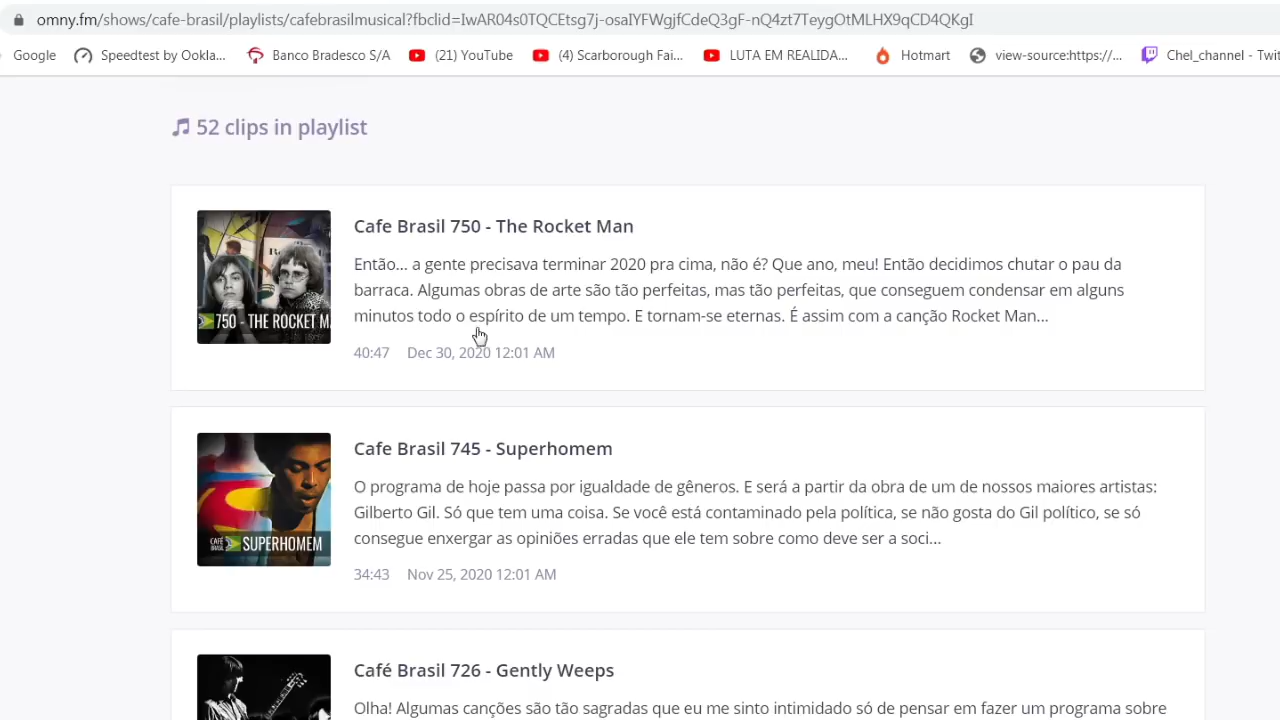 omny.fm/shows/cafe-brasil/playlists/cafebrasilmusical?fbclid=IwAR04s0TQCEtsg7j-osaIYFWgjfCdeQ3gF-nQ4zt7TeygOtMLHX9qCD4QKgI
Google Speedtest by Ookla... Banco Bradesco S/A (21) YouTube (4) Scarborough Fai... LUTA EM REALIDA... Hotmart view-source:https://... Chel_channel - Twit
52 clips in playlist
Cafe Brasil 750 - The Rocket Man
Então... a gente precisava terminar 2020 pra cima, não é? Que ano, meu! Então decidimos chutar o pau da
barraca. Algumas obras de arte são tão perfeitas, mas tão perfeitas, que conseguem condensar em alguns
minutos todo o espírito de um tempo. E tornam-se eternas. É assim com a canção Rocket Man...
750 - THE ROCKET M
40:47 Dec 30, 2020 12:01 AM
Cafe Brasil 745 - Superhomem
O programa de hoje passa por igualdade de gêneros. E será a partir da obra de um de nossos maiores artistas:
Gilberto Gil. Só que tem uma coisa. Se você está contaminado pela política, se não gosta do Gil político, se só
consegue enxergar as opiniões erradas que ele tem sobre como deve ser a soci...
CAFÉ BRASIL SUPERHOMEM
34:43 Nov 25, 2020 12:01 AM
Café Brasil 726 - Gently Weeps
Olha! Algumas canções são tão sagradas que eu me sinto intimidado só de pensar em fazer um programa sobre